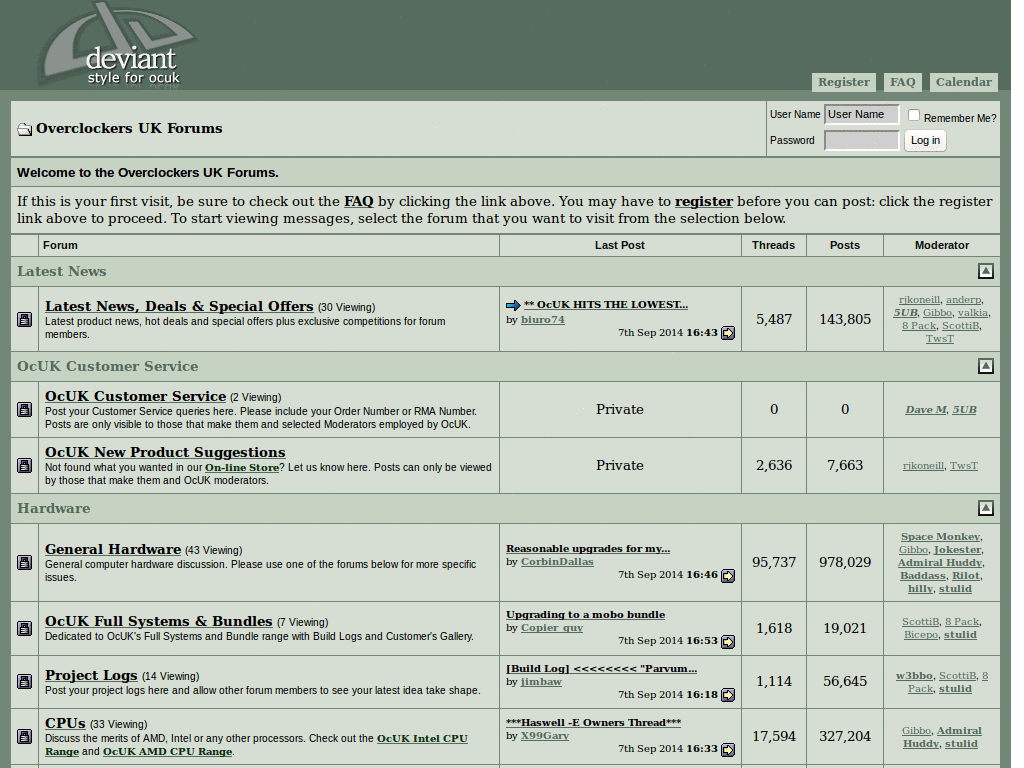 deviant
style for ocuk
Register FAQ Calendar
Overclockers UK Forums
User Name User Name Remember Me?
Password Log in
Welcome to the Overclockers UK Forums.
If this is your first visit, be sure to check out the FAQ by clicking the link above. You may have to register before you can post: click the register
link above to proceed. To start viewing messages, select the forum that you want to visit from the selection below.
Forum Last Post Threads Posts Moderator
Latest News
Latest News, Deals & Special Offers (30 Viewing)
Latest product news, hot deals and special offers plus exclusive competitions for forum
members.
** OcUK HITS THE LOWEST...
by biuro74
7th Sep 2014 16:43
5,487
143,805
rjkoneill, anderp,
5UB, Gibbo, valkia,
8 Pack, ScottiB,
TwsT
OcUK Customer Service
OcUK Customer Service (2 Viewing)
Post your Customer Service queries here. Please include your Order Number or RMA Number.
Posts are only visible to those that make them and selected Moderators employed by OcUK.
Private
0
0
Dave M, 5UB
OcUK New Product Suggestions
Not found what you wanted in our On-line Store? Let us know here. Posts can only be viewed
by those that make them and OcUK moderators.
Private
2,636
7,663
rjkoneill, TwsT
Hardware
General Hardware (43 Viewing)
General computer hardware discussion. Please use one of the forums below for more specific
issues.
Reasonable upgrades for my...
by CorbinDallas
7th Sep 2014 16:46
95,737
978,029
Space Monkey,
Gibbo, Jokester,
Admiral Huddy,
Baddass, Rilot,
hilly, stulid
OcUK Full Systems & Bundles (7 Viewing)
Dedicated to OcUK's Full Systems and Bundle range with Build Logs and Customer's Gallery.
Upgrading to a mobo bundle
by Copier guy
7th Sep 2014 16:53
1,618
19,021
ScottiB, 8 Pack,
Bicepo, stulid
Project Logs (14 Viewing)
Post your project logs here and allow other forum members to see your latest idea take shape.
[Build Log] <<<<<<<< "Parvum...
by jimbaw
7th Sep 2014 16:18
1,114
56,645
w3bbo, ScottiB, 8
Pack, stulid
CPUs (33 Viewing)
Discuss the merits of AMD, Intel or any other processors. Check out the OcUK Intel CPU
Range and OcUK AMD CPU Range.
***Haswell -E Owners Thread***
by X99Gary
7th Sep 2014 16:33
17,594
327,204
Gibbo, Admiral
Huddy, stulid